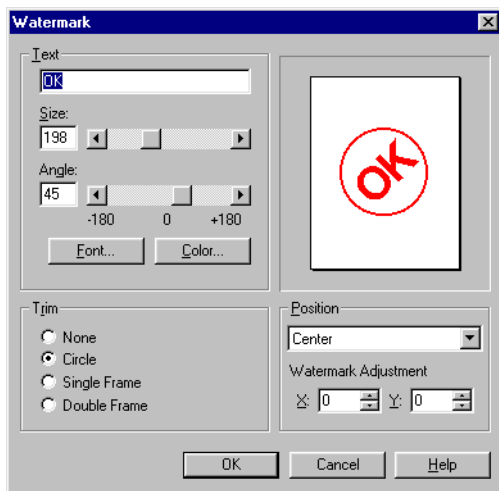 Watermark
Text
OK
Size:
198
Angle:
45
-180 0 +180
Font... Color...
OK
Trim
None
Circle
Single Frame
Double Frame
Position
Center
Watermark Adjustment
X: 0 Y: 0
OK Cancel Help